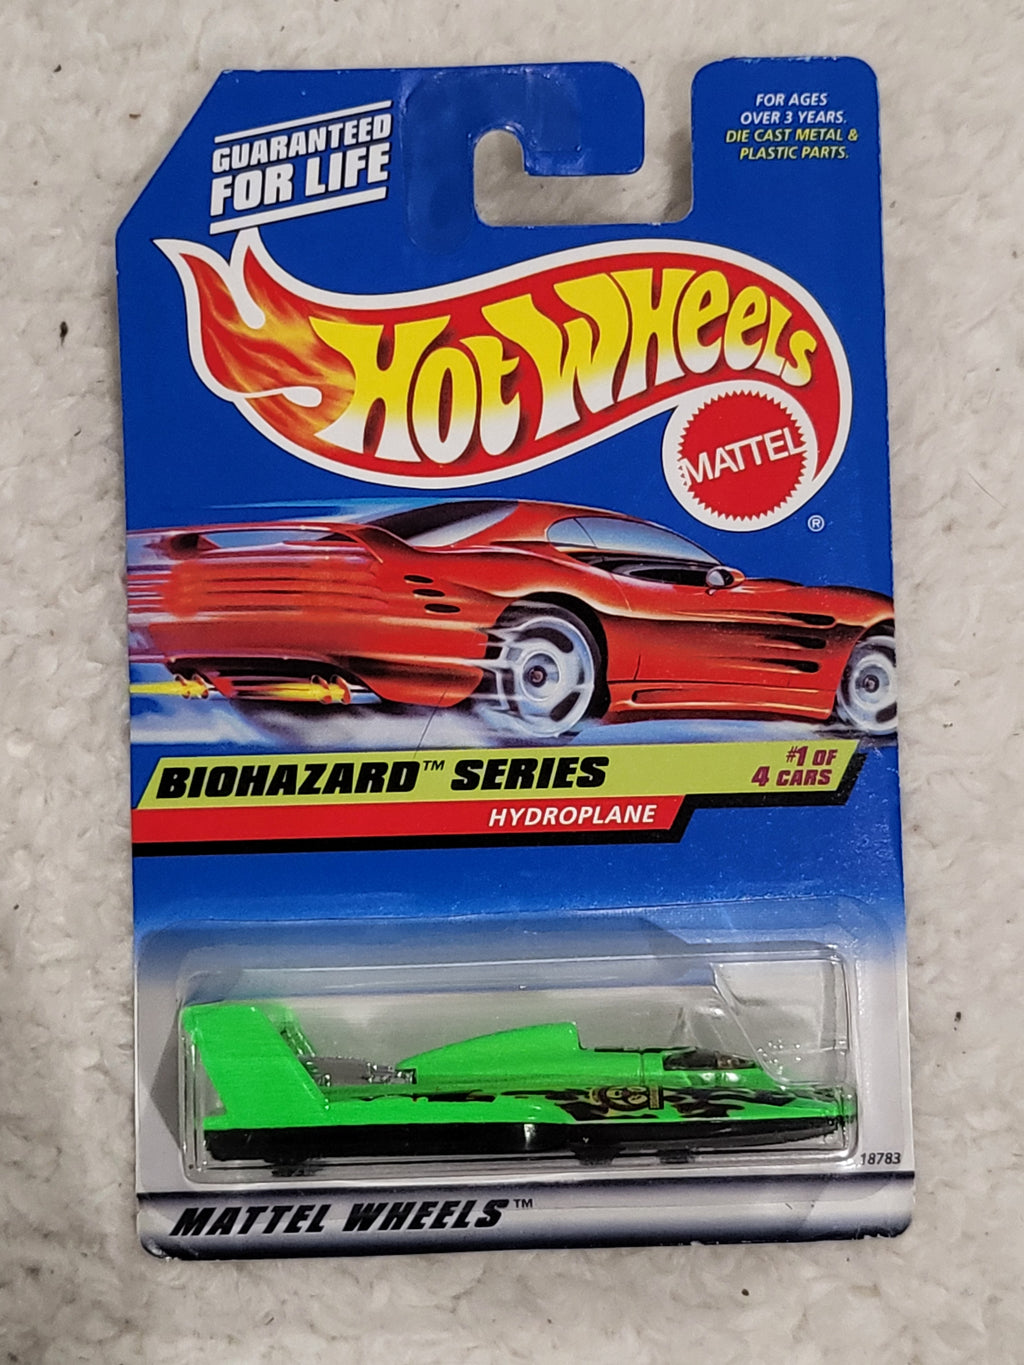 GUARANTEED
FOR LIFE
FOR AGES
OVER 3 YEARS.
DIE CAST METAL &
PLASTIC PARTS.
HOT WHEELS
MATTEL
®
BIOHAZARD™ SERIES
#1 OF
4 CARS
HYDROPLANE
18783
MATTEL WHEELS™